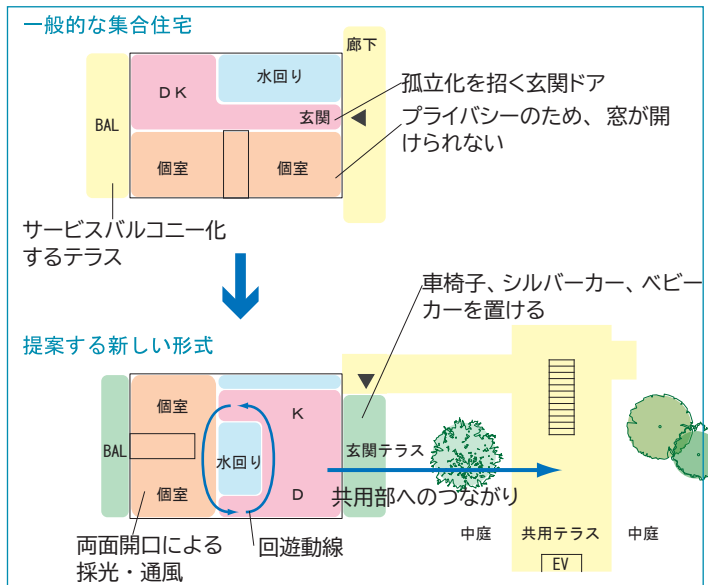 一般的な集合住宅
廊下
水回り
DK
孤立化を招く玄関ドア
玄関
プライバシーのため、窓が開
けられない
BAL
個室
個室
サービスバルコニー化
するテラス
車椅子、シルバーカー、ベビー
カーを置ける
提案する新しい形式
個室
K
BAL
水回り
玄関テラス
個室
D
共用部へのつながり
両面開口による
採光・通風
回遊動線
中庭
共用テラス
中庭
EV